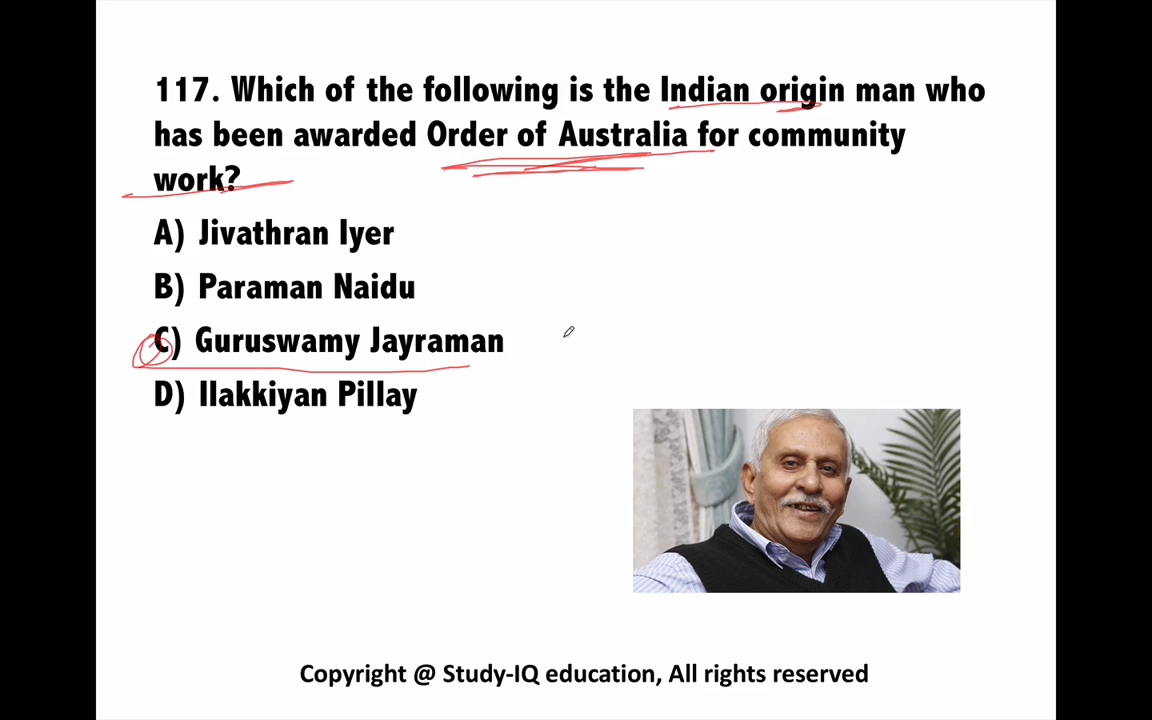 117. Which of the following is the Indian origin man who
has been awarded Order of Australia for community
work?
A) Jivathran Iyer
B) Paraman Naidu
C) Guruswamy Jayraman
D) Ilakkiyan Pillay
Copyright @ Study-IQ education, All rights reserved